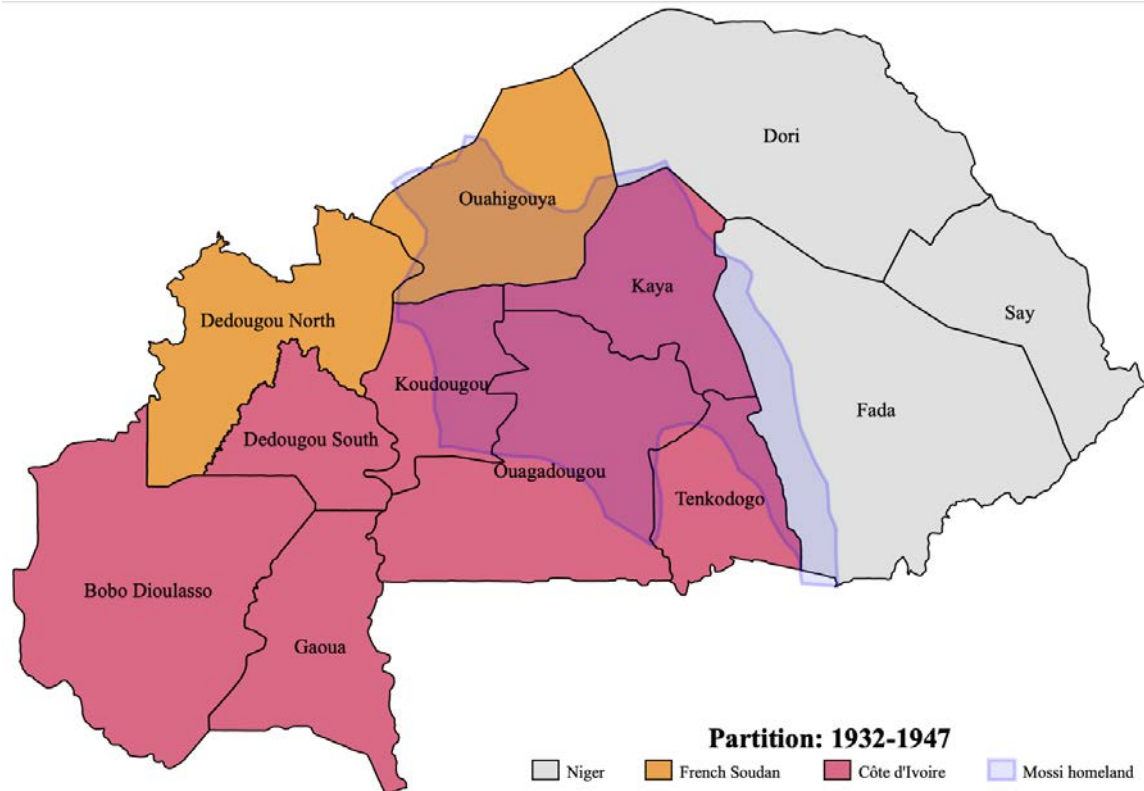 Dori
Ouahigouya
Kaya
Say
Dedougou North
Koudougou
Fada
Dedougou South
Ouagadougou
Tenkodogo
Bobo Dioulasso
Gaoua
Partition: 1932-1947
Niger
French Soudan
Côte d'Ivoire
Mossi homeland